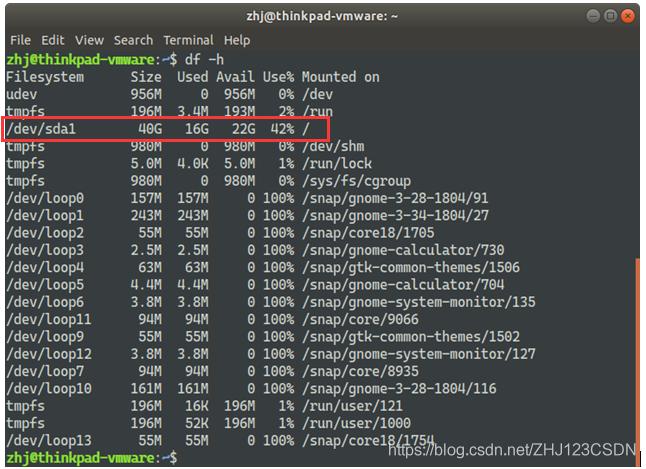 zhj@thinkpad-vmware: ~
File Edit View Search Terminal Help
zhj@thinkpad-vmware:~$ df -h
Filesystem Size Used Avail Use% Mounted on
udev 956M 0 956M 0% /dev
tmpfs 196M 3.4M 193M 2% /run
/dev/sda1 40G 16G 22G 42% /
tmpfs 980M 0 980M 0% /dev/shm
tmpfs 5.0M 4.0K 5.0M 1% /run/lock
tmpfs 980M 0 980M 0% /sys/fs/cgroup
/dev/loop0 157M 157M 0 100% /snap/gnome-3-28-1804/91
/dev/loop1 243M 243M 0 100% /snap/gnome-3-34-1804/27
/dev/loop2 55M 55M 0 100% /snap/core18/1705
/dev/loop3 2.5M 2.5M 0 100% /snap/gnome-calculator/730
/dev/loop4 63M 63M 0 100% /snap/gtk-common-themes/1506
/dev/loop5 4.4M 4.4M 0 100% /snap/gnome-calculator/704
/dev/loop6 3.8M 3.8M 0 100% /snap/gnome-system-monitor/135
/dev/loop11 94M 94M 0 100% /snap/core/9066
/dev/loop9 55M 55M 0 100% /snap/gtk-common-themes/1502
/dev/loop12 3.8M 3.8M 0 100% /snap/gnome-system-monitor/127
/dev/loop7 94M 94M 0 100% /snap/core/8935
/dev/loop10 161M 161M 0 100% /snap/gnome-3-28-1804/116
tmpfs 196M 16K 196M 1% /run/user/121
tmpfs 196M 52K 196M 1% /run/user/1000
/dev/loop13 55M 55M 0 100% /snap/core18/1754
https://blog.csdn.net/ZHJ123CSDN
zhj@thinkpad-vmware:~$